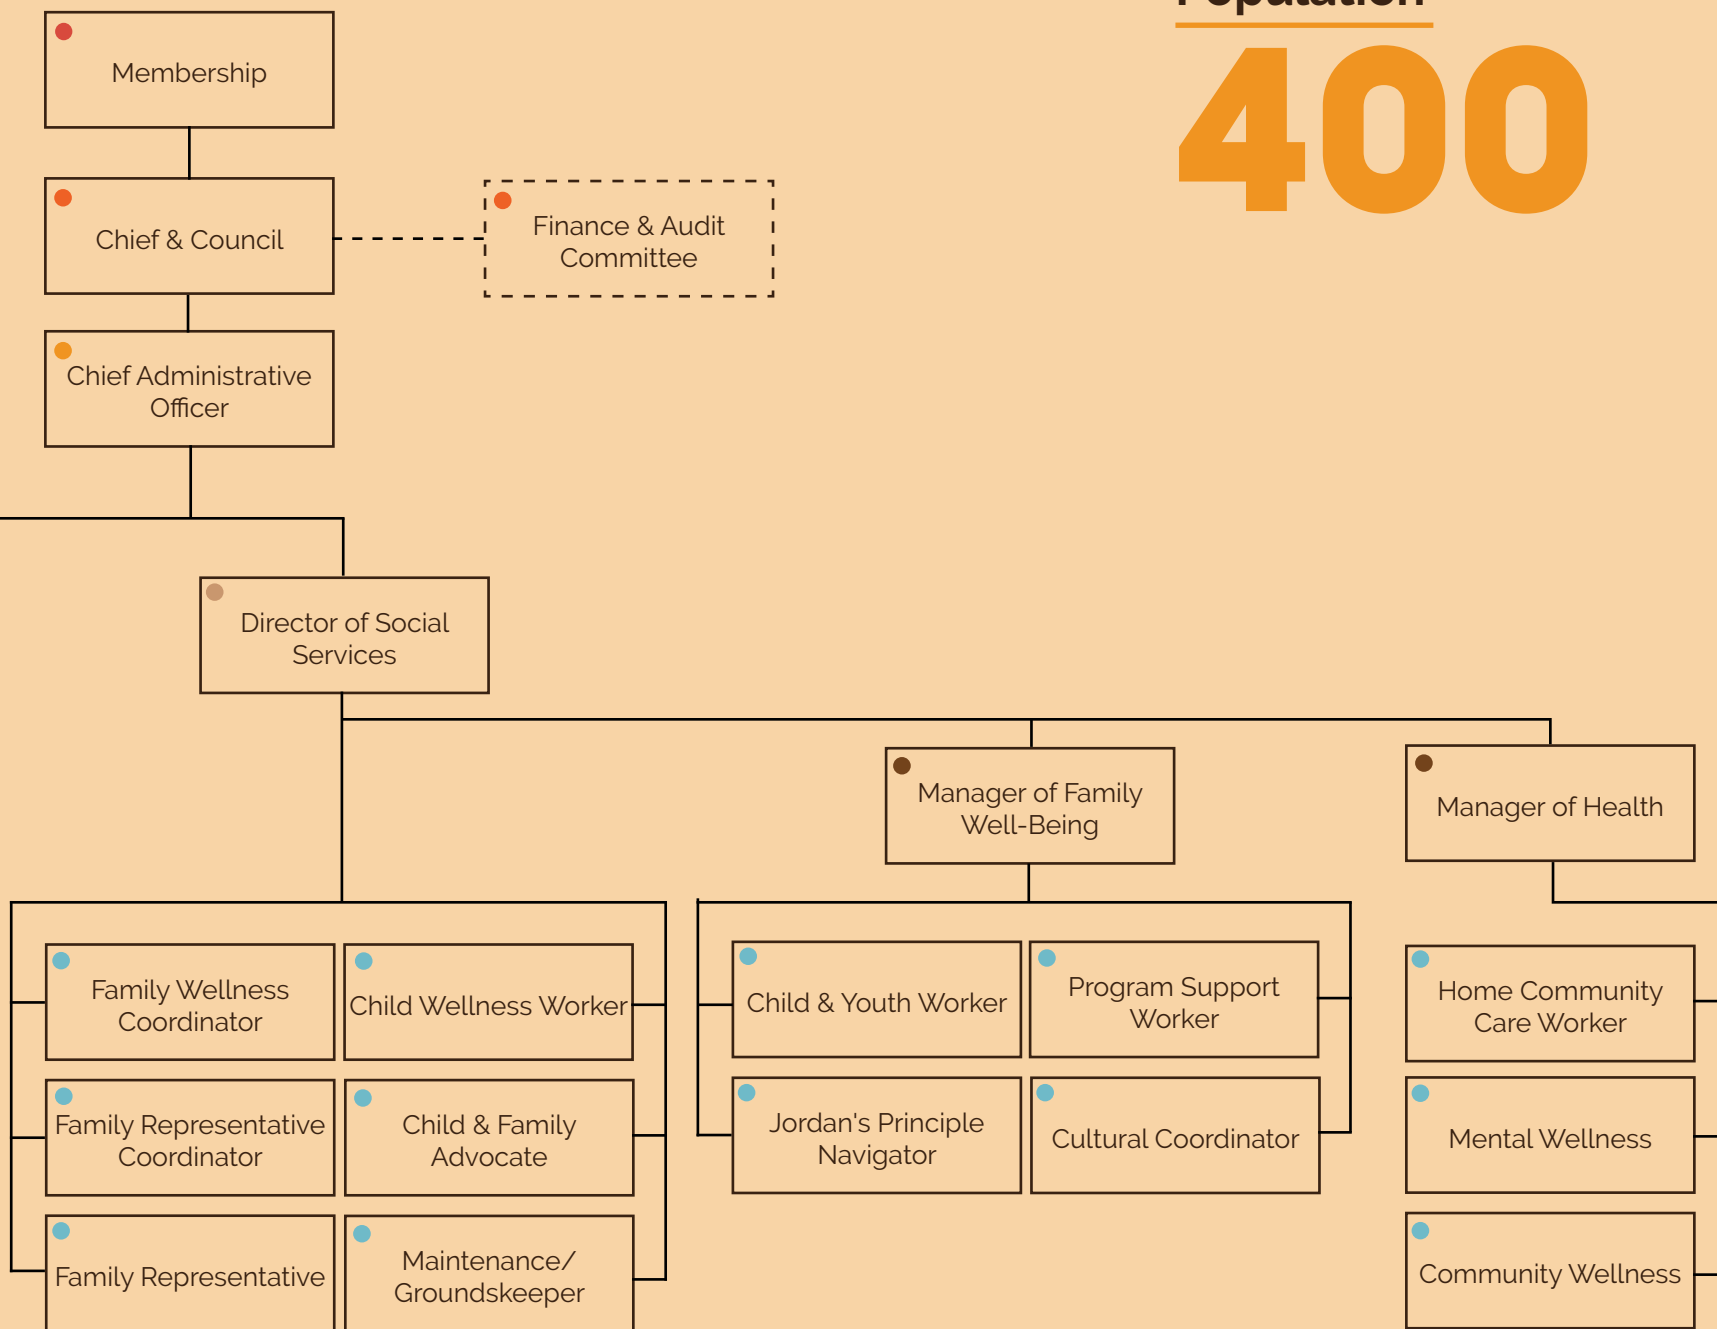 Population
400
Membership
Chief & Council
Finance & Audit
Committee
Chief Administrative
Officer
Director of Social
Services
Manager of Family
Well-Being
Manager of Health
Family Wellness
Coordinator
Child Wellness Worker
Family Representative
Coordinator
Child & Family
Advocate
Family Representative
Maintenance/
Groundskeeper
Child & Youth Worker
Program Support
Worker
Jordan's Principle
Navigator
Cultural Coordinator
Home Community
Care Worker
Mental Wellness
Community Wellness